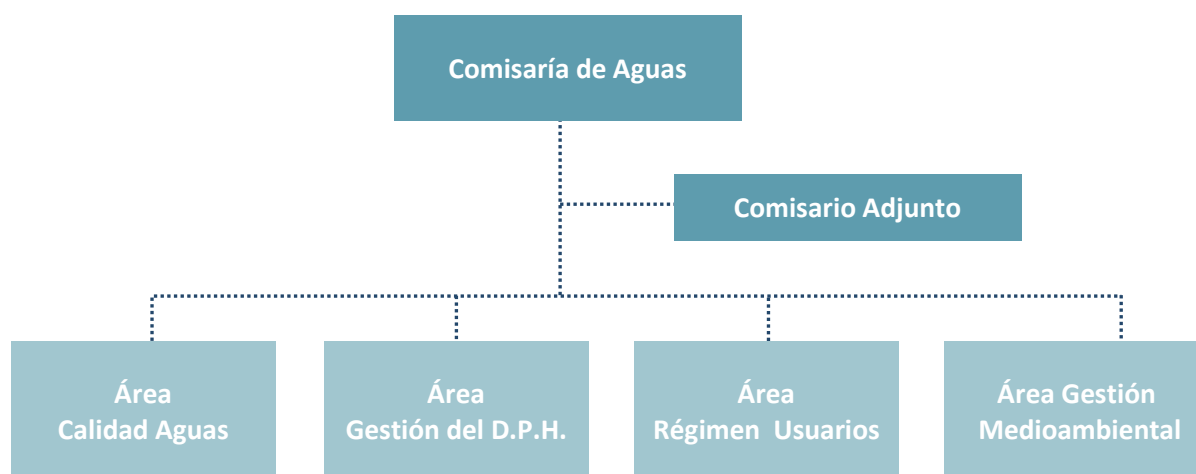 Comisaría de Aguas
Comisario Adjunto
Área
Calidad Aguas
Área
Gestión del D.P.H.
Área
Régimen Usuarios
Área Gestión
Medioambiental